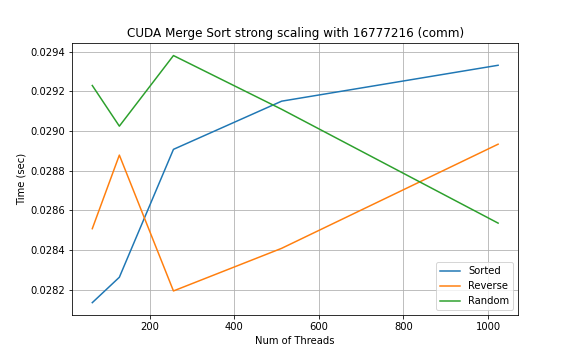 CUDA Merge Sort strong scaling with 16777216 (comm)
0.0294
0.0292
0.0290
0.0288
0.0286
0.0284
0.0282
Time (sec)
200
400
600
800
1000
Num of Threads
Sorted
Reverse
Random